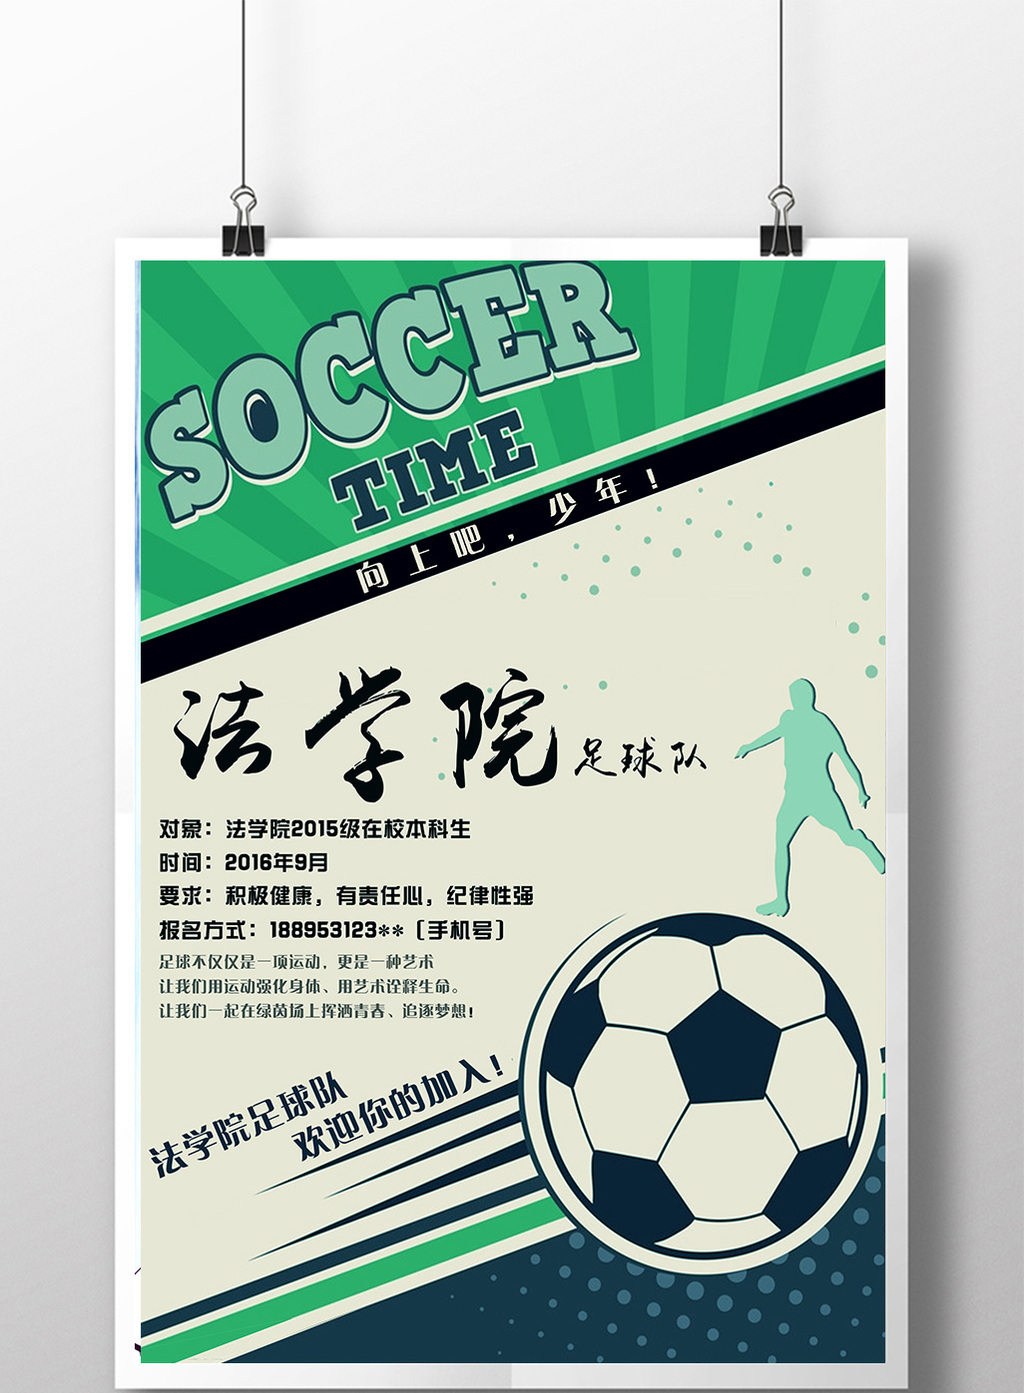 SOCCER
TIME
向上吧，少年！
法学院足球队
对象：法学院2015级在校本科生
时间：2016年9月
要求：积极健康，有责任心，纪律性强
报名方式：188953123**（手机号）
足球不仅仅是一项运动，更是一种艺术
让我们用运动强化身体、用艺术诠释生命。
让我们一起在绿茵场上挥洒青春、追逐梦想！
法学院足球队
欢迎你的加入！